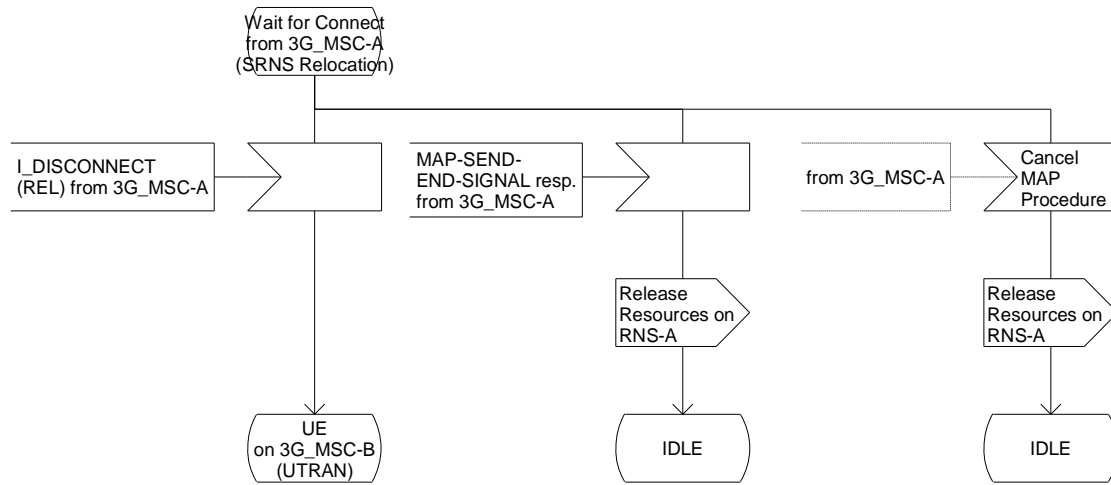 Wait for Connect
from 3G_MSC-A
(SRNS Relocation)
I_DISCONNECT
(REL) from 3G_MSC-A
MAP-SEND-
END-SIGNAL resp.
from 3G_MSC-A
from 3G_MSC-A
Cancel
MAP
Procedure
Release
Resources on
RNS-A
Release
Resources on
RNS-A
UE
on 3G_MSC-B
(UTRAN)
IDLE
IDLE